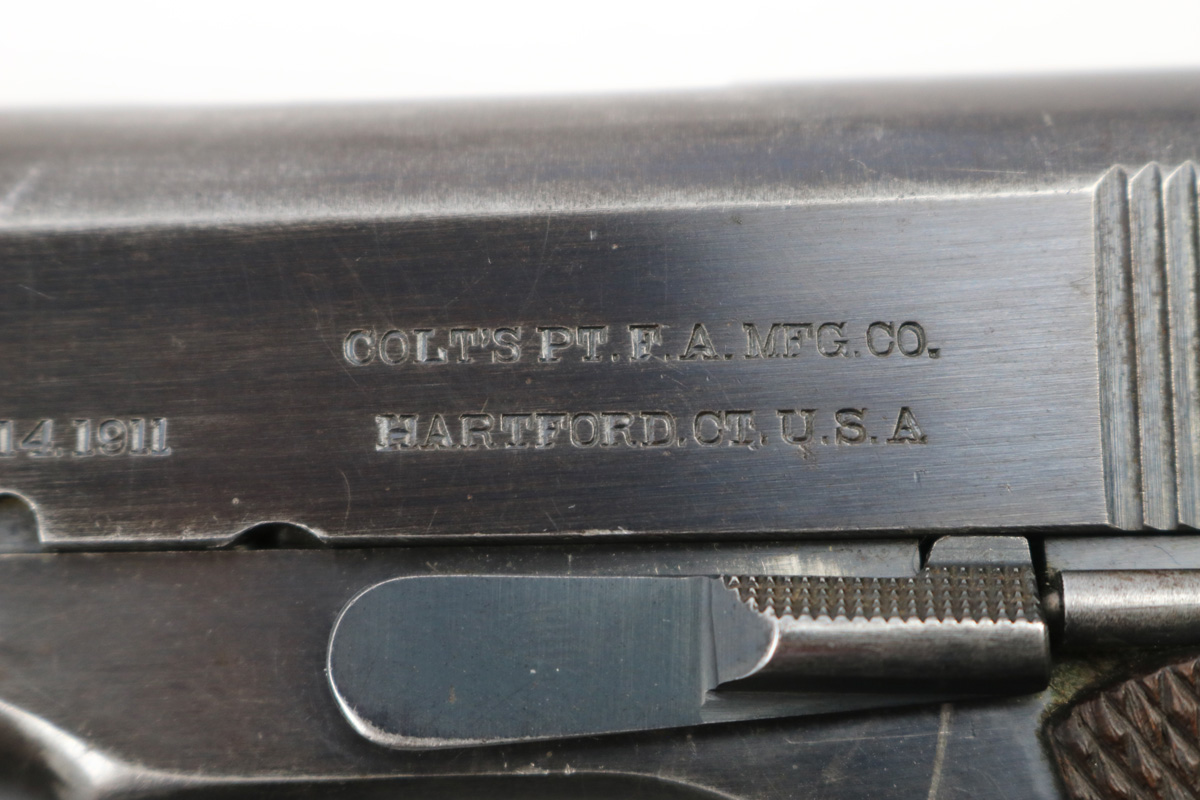 COLT'S PT. F. A. MFG. CO.
14.1911
HARTFORD. CT. U. S. A